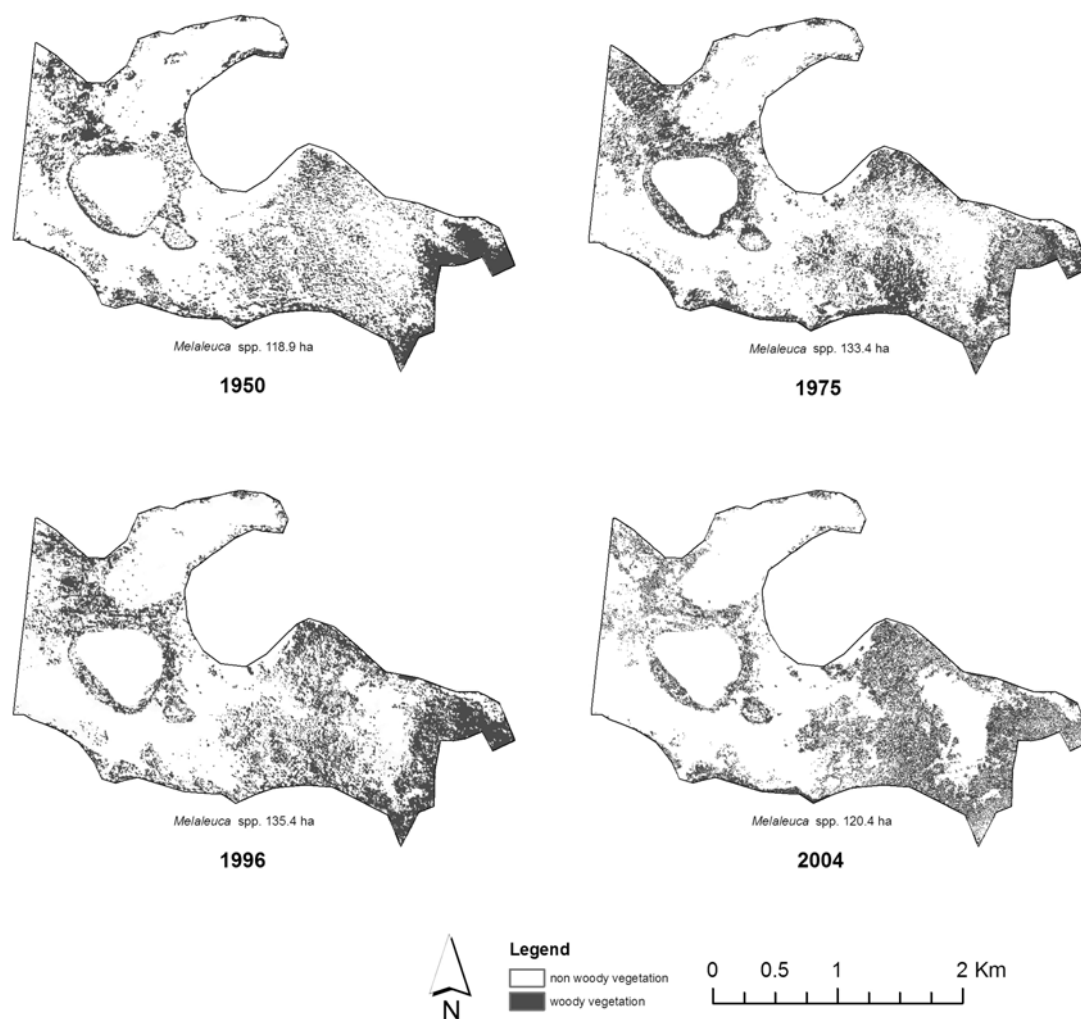 Melaleuca spp. 118.9 ha
1950
Melaleuca spp. 133.4 ha
1975
Melaleuca spp. 135.4 ha
1996
Melaleuca spp. 120.4 ha
2004
N
Legend
non woody vegetation
woody vegetation
0 0.5 1 2 Km